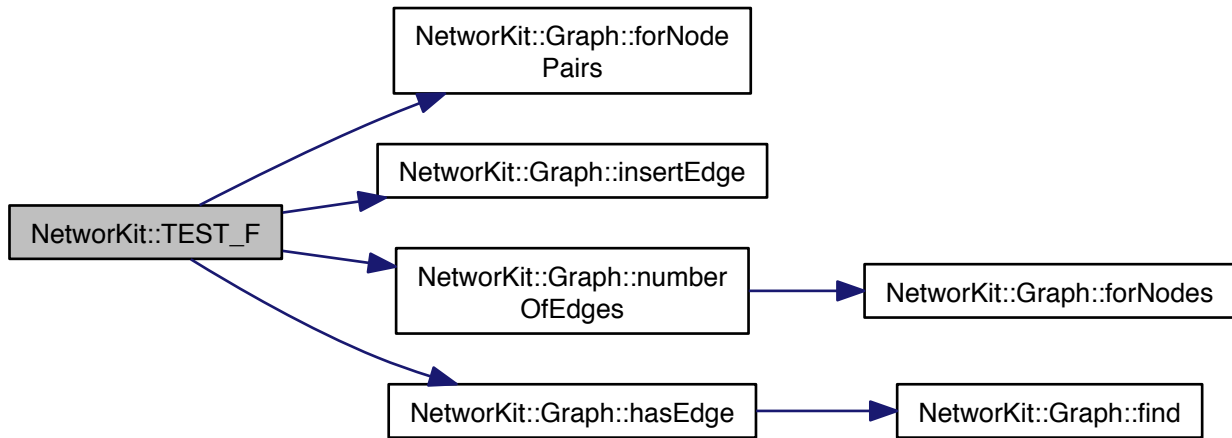 NetworKit::Graph::forNode
Pairs
NetworKit::Graph::insertEdge
NetworKit::TEST_F
NetworKit::Graph::number
OfEdges
NetworKit::Graph::forNodes
NetworKit::Graph::hasEdge
NetworKit::Graph::find